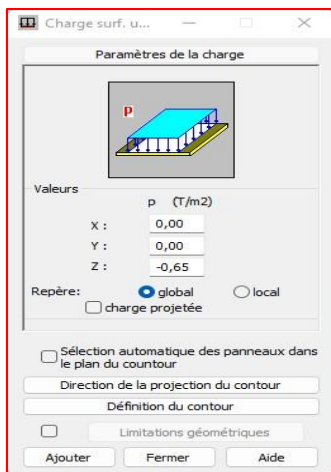 Charge surf. u...
Paramètres de la charge
P
Valeurs
p (T/m2)
X : 0,00
Y : 0,00
Z : -0,65
Repère: global local
charge projetée
Sélection automatique des panneaux dans
le plan du countour
Direction de la projection du contour
Définition du contour
Limitations géométriques
Ajouter Fermer Aide